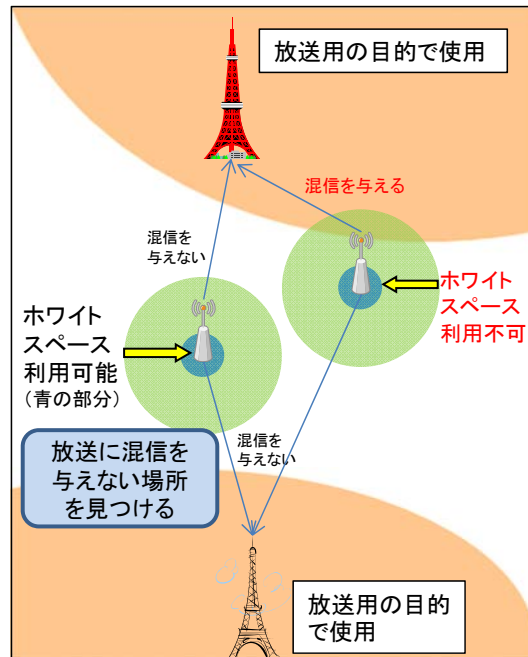 放送用の目的で使用
混信を与える
混信を
与えない
ホワイト
スペース
利用不可
ホワイト
スペース
利用可能
（青の部分）
放送に混信を
与えない場所
を見つける
混信を
与えない
放送用の目的
で使用